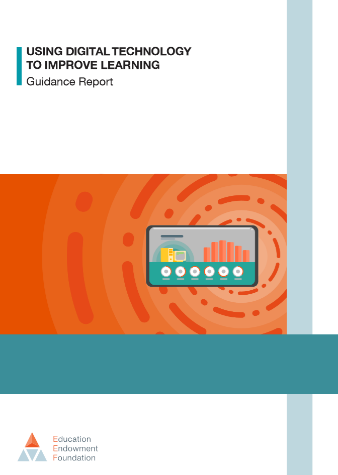 USING DIGITAL TECHNOLOGY
TO IMPROVE LEARNING
Guidance Report
Education
Endowment
Foundation